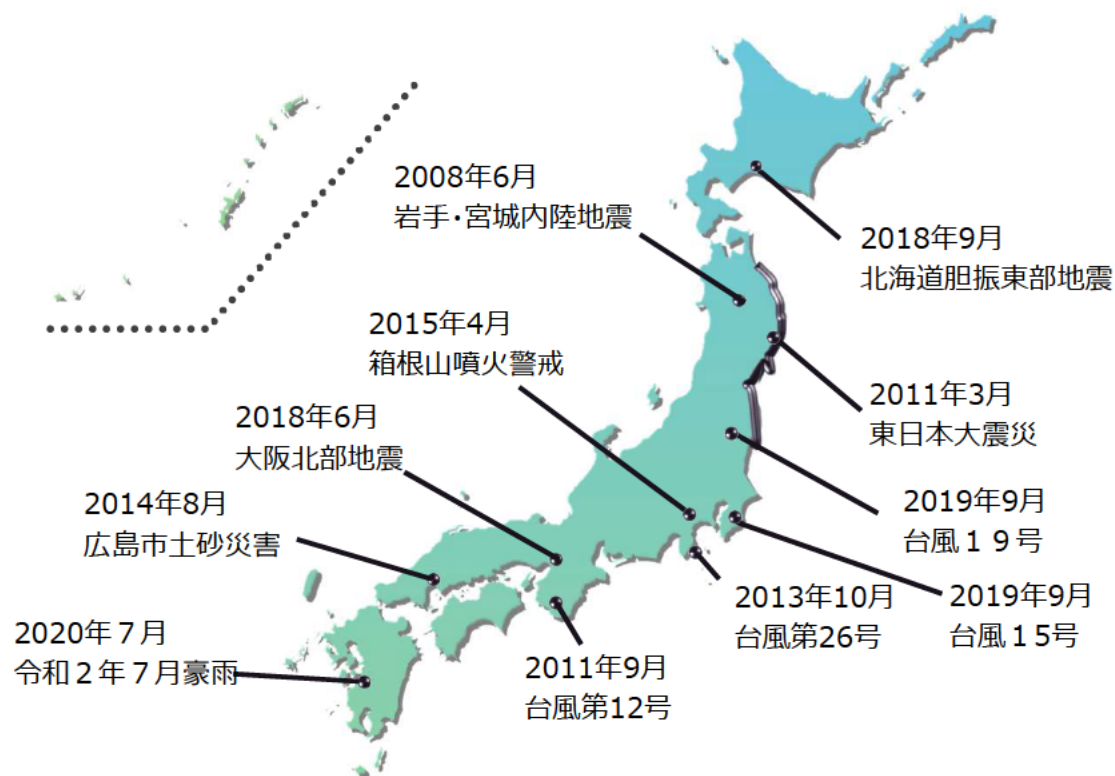 2008年6月
岩手･宮城内陸地震
2018年9月
北海道胆振東部地震
2015年4月
箱根山噴火警戒
2011年3月
東日本大震災
2018年6月
大阪北部地震
2014年8月
広島市土砂災害
2019年9月
台風１９号
2013年10月
台風第26号
2019年9月
台風１５号
2020年７月
令和２年７月豪雨
2011年9月
台風第12号